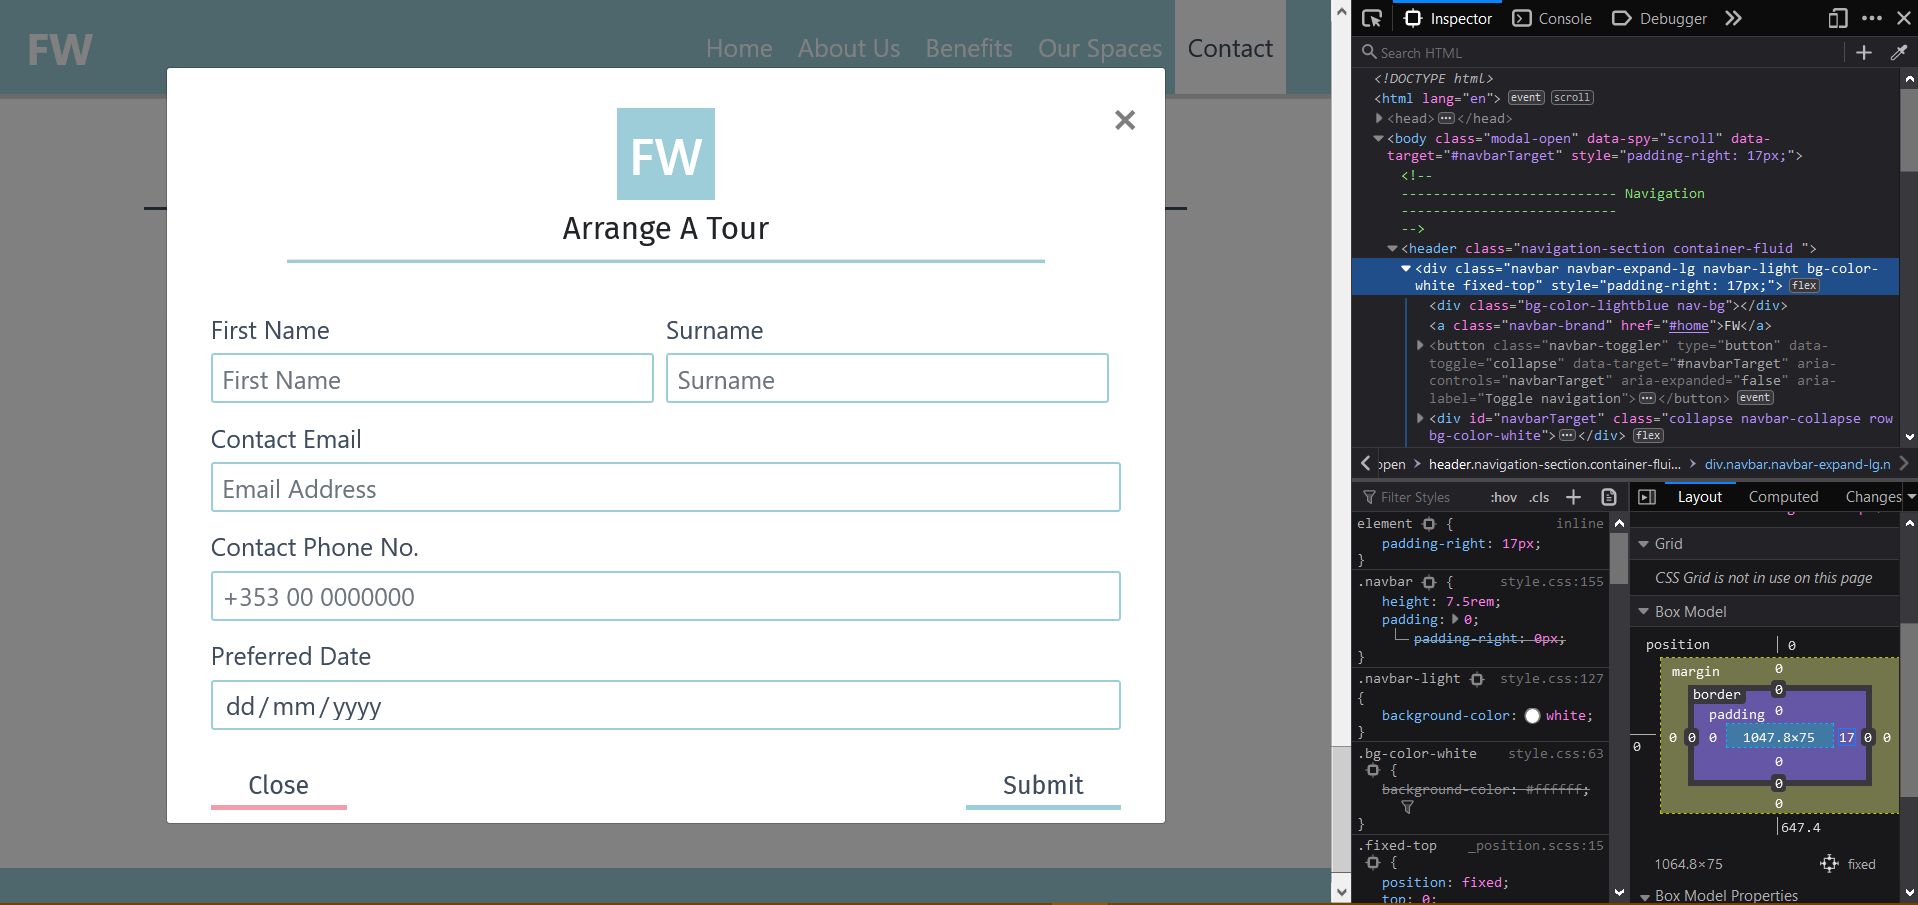 FW
Home About Us Benefits Our Spaces Contact
×
FW
Arrange A Tour
First Name Surname
First Name Surname
Contact Email
Email Address
Contact Phone No.
+353 00 0000000
Preferred Date
dd/mm/yyyy
Close Submit
Inspector Console Debugger
Search HTML
<!DOCTYPE html>
<html lang="en"> event scroll
<head> ··· </head>
<body class="modal-open" data-spy="scroll" data-
target="#navbarTarget" style="padding-right: 17px;">
<!--
--------------------------- Navigation
---------------------------
-->
<header class="navigation-section container-fluid ">
<div class="navbar navbar-expand-lg navbar-light bg-color-
white fixed-top" style="padding-right: 17px;"> flex
<div class="bg-color-lightblue nav-bg"></div>
<a class="navbar-brand" href="#home">FW</a>
<button class="navbar-toggler" type="button" data-
toggle="collapse" data-target="#navbarTarget" aria-
controls="navbarTarget" aria-expanded="false" aria-
label="Toggle navigation"> ··· </button> event
<div id="navbarTarget" class="collapse navbar-collapse row
bg-color-white"> ··· </div> flex
open > header.navigation-section.container-flui... > div.navbar.navbar-expand-lg.n
Filter Styles :hov .cls +
element { inline
padding-right: 17px;
}
.navbar { style.css:155
height: 7.5rem;
padding: 0;
padding-right: 0px;
}
.navbar-light style.css:127
{
background-color: white;
}
.bg-color-white style.css:63
{
background-color: #ffffff;
}
.fixed-top _position.scss:15
{
position: fixed;
top: 0;
Layout Computed Changes
Grid
CSS Grid is not in use on this page
Box Model
position 0
margin 0
border 0
padding 0
0 0 0 0 1047.8×75 17 0 0
0
0
0
647.4
1064.8×75 fixed
Box Model Properties